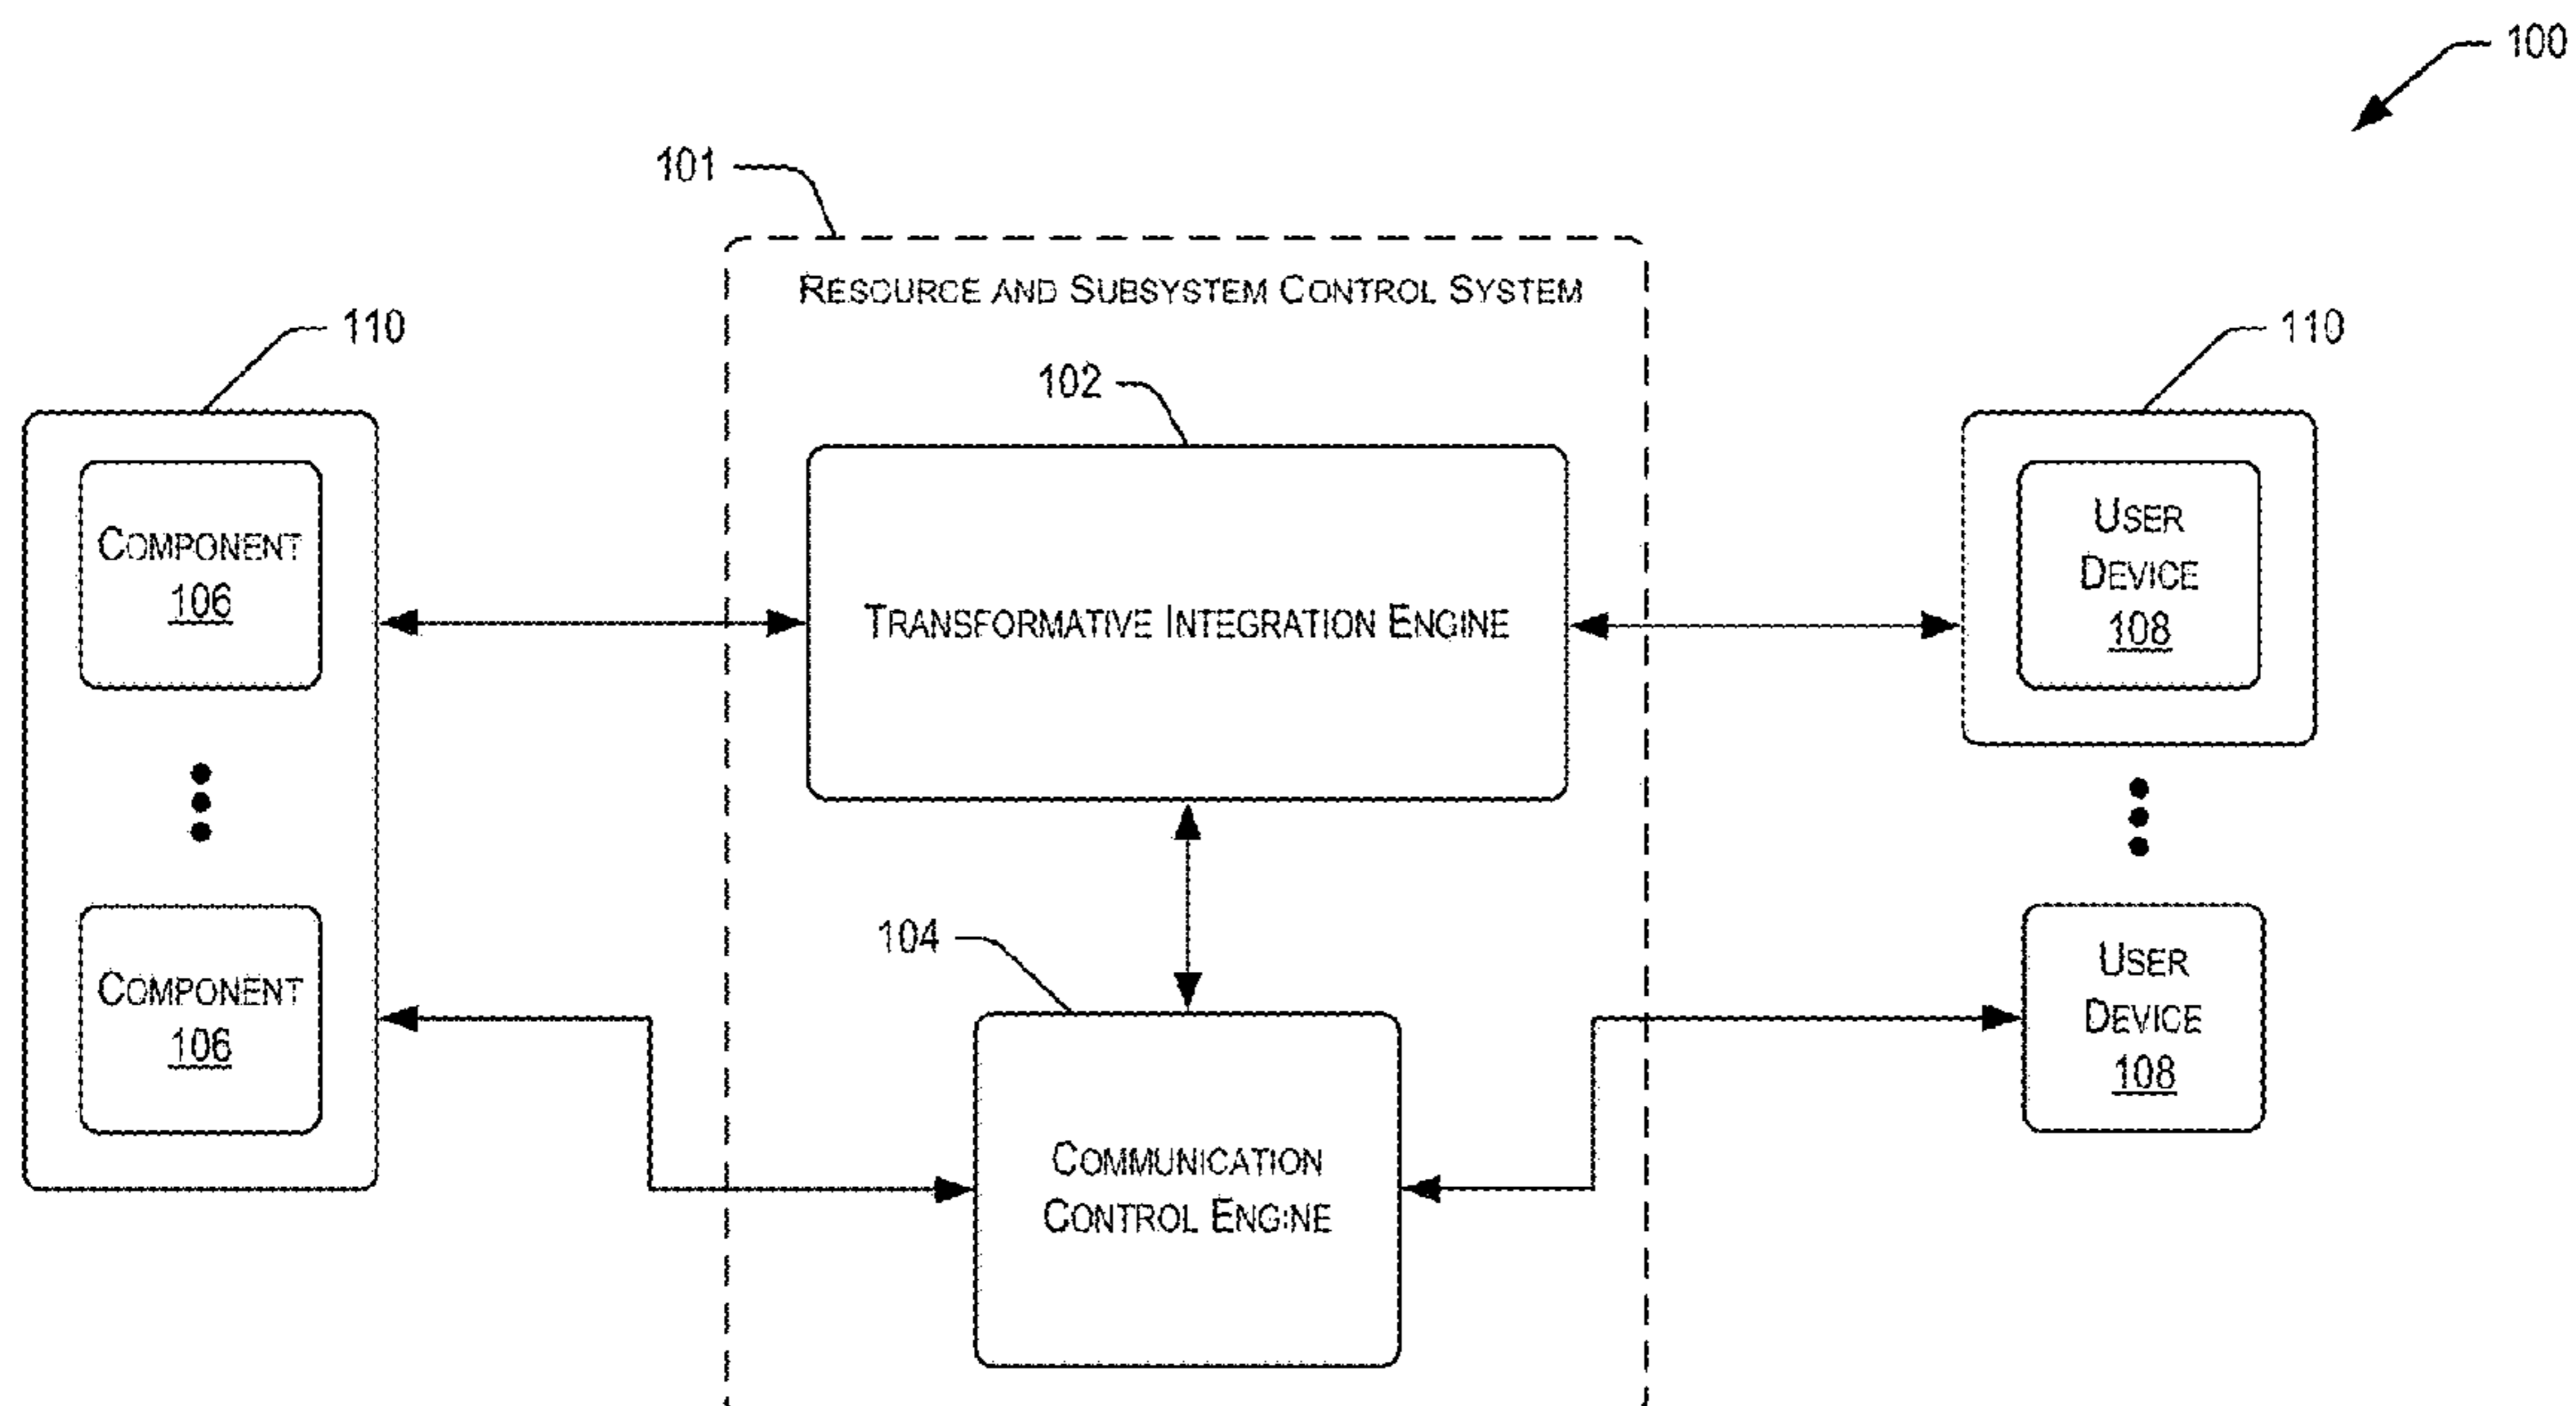 100
101
RESOURCE AND SUBSYSTEM CONTROL SYSTEM
110
110
102
COMPONENT
106
TRANSFORMATIVE INTEGRATION ENGINE
USER
DEVICE
108
104
COMPONENT
106
USER
DEVICE
108
COMMUNICATION
CONTROL ENGINE